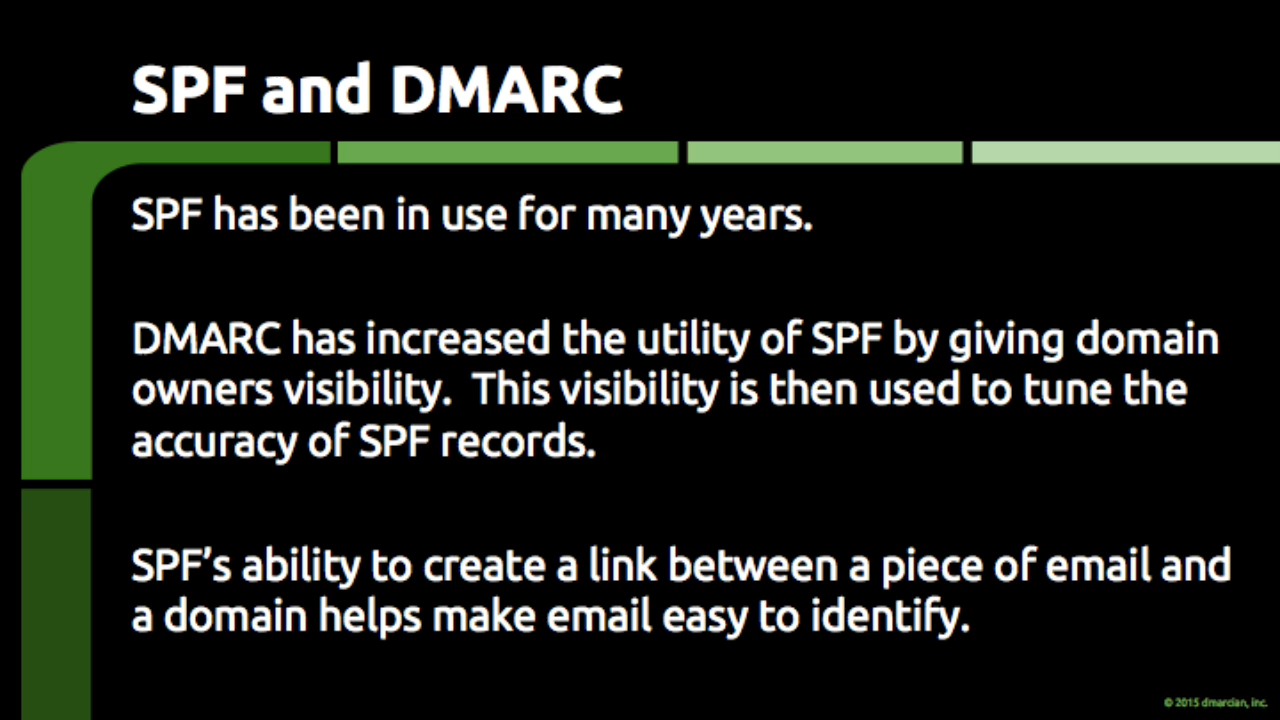 SPF and DMARC
SPF has been in use for many years.
DMARC has increased the utility of SPF by giving domain
owners visibility.  This visibility is then used to tune the
accuracy of SPF records.
SPF’s ability to create a link between a piece of email and
a domain helps make email easy to identify.
© 2015 dmarcian, inc.